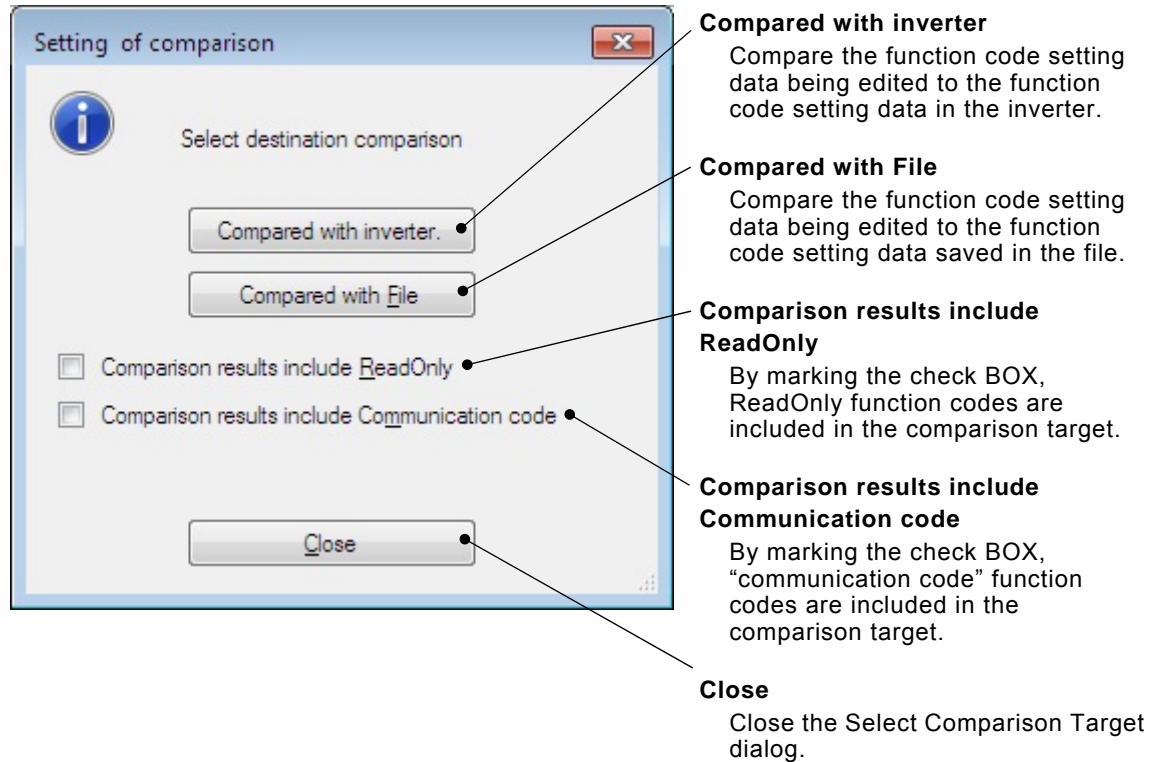 Setting of comparison
Select destination comparison
Compared with inverter.
Compared with File
Comparison results include ReadOnly
Comparison results include Communication code
Close
Compared with inverter
Compare the function code setting
data being edited to the function
code setting data in the inverter.
Compared with File
Compare the function code setting
data being edited to the function
code setting data saved in the file.
Comparison results include
ReadOnly
By marking the check BOX,
ReadOnly function codes are
included in the comparison target.
Comparison results include
Communication code
By marking the check BOX,
“communication code” function
codes are included in the
comparison target.
Close
Close the Select Comparison Target
dialog.